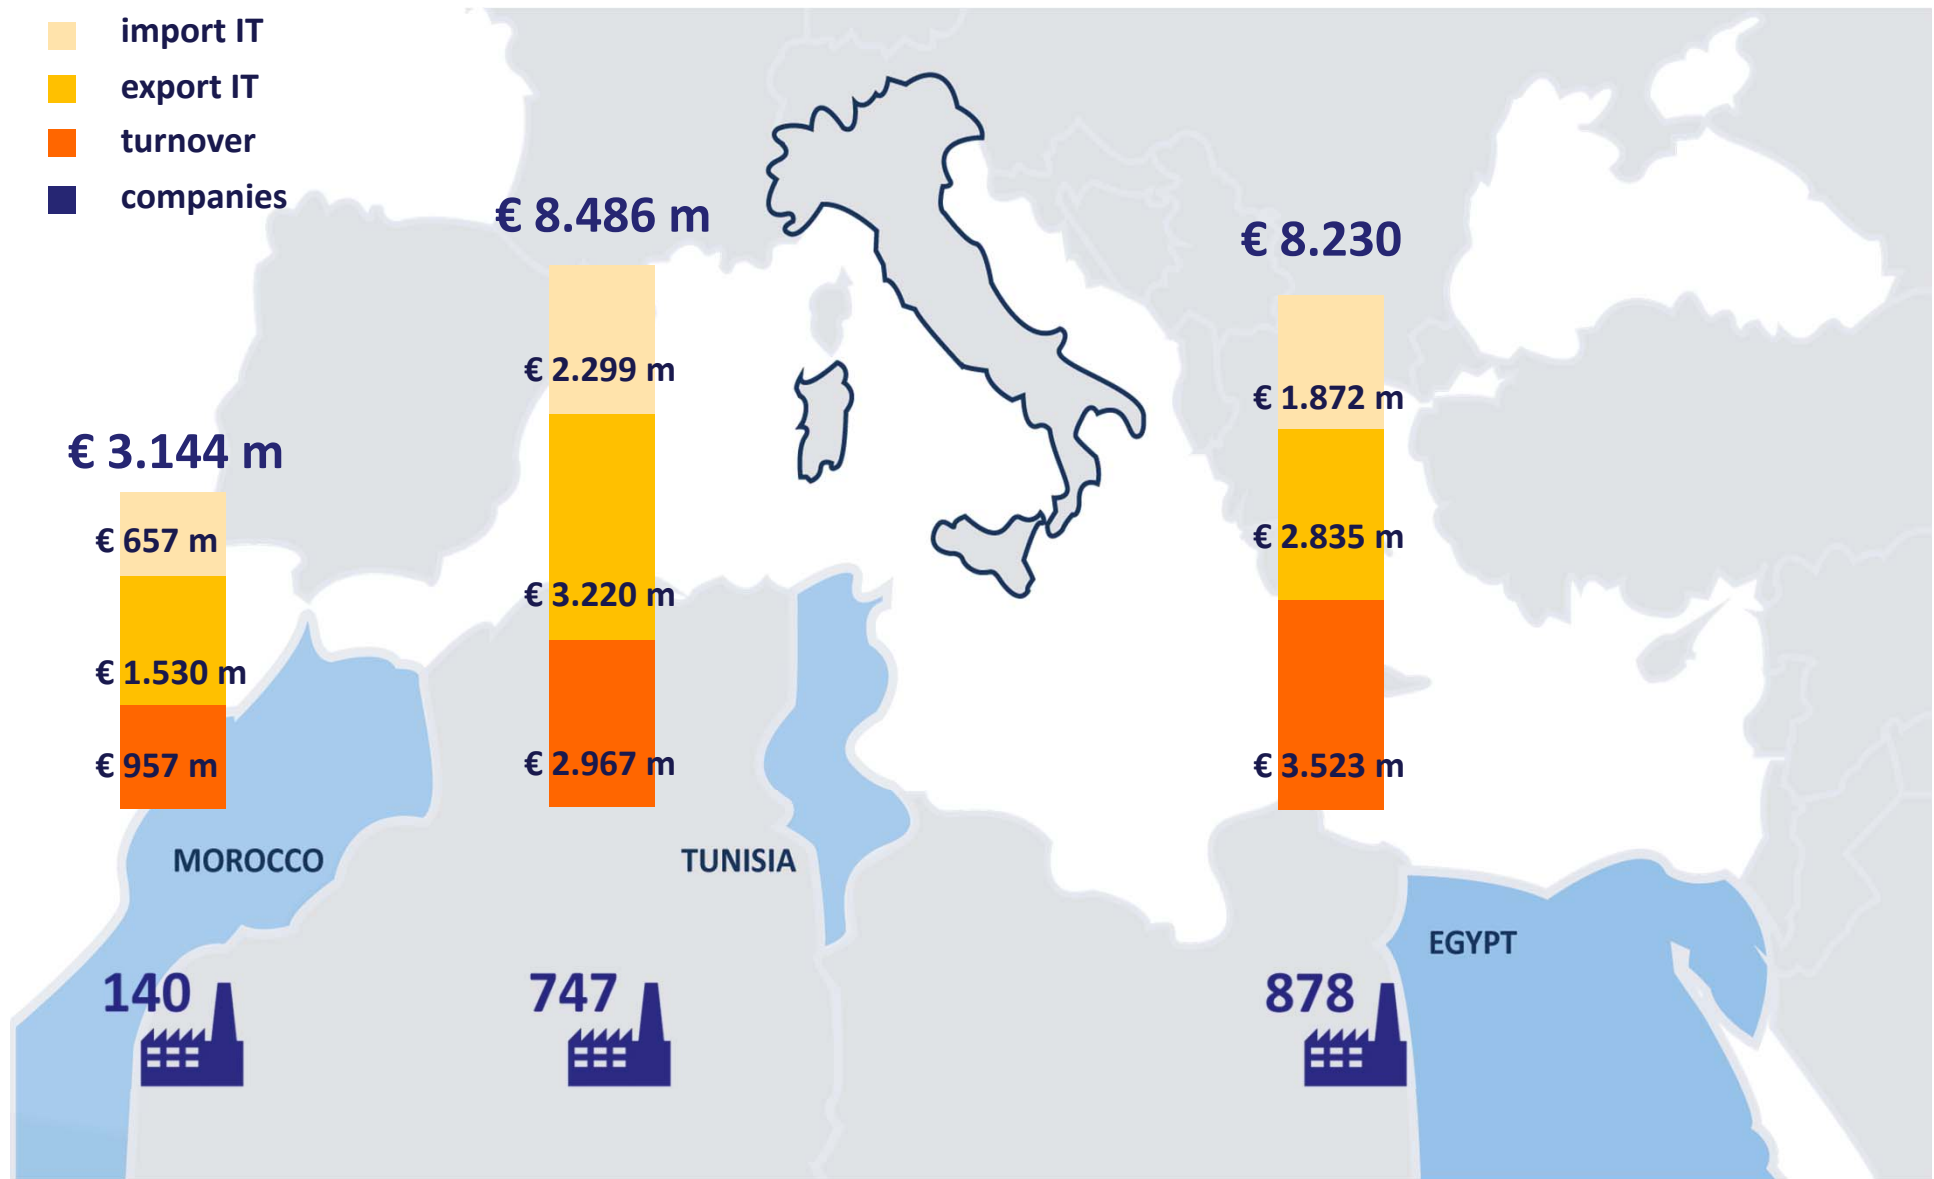 import IT
export IT
turnover
companies
€ 3.144 m
€ 657 m
€ 1.530 m
€ 957 m
MOROCCO
140
€ 8.486 m
€ 2.299 m
€ 3.220 m
€ 2.967 m
TUNISIA
747
€ 8.230
€ 1.872 m
€ 2.835 m
€ 3.523 m
EGYPT
878